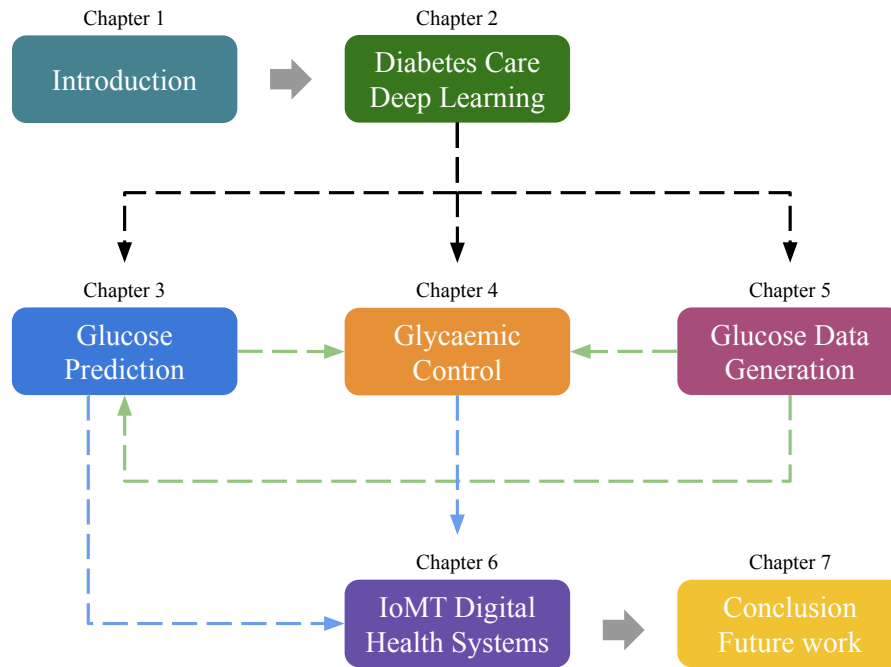 Chapter 1
Introduction
Chapter 2
Diabetes Care
Deep Learning
Chapter 3
Glucose
Prediction
Chapter 4
Glycaemic
Control
Chapter 5
Glucose Data
Generation
Chapter 6
IoMT Digital
Health Systems
Chapter 7
Conclusion
Future work